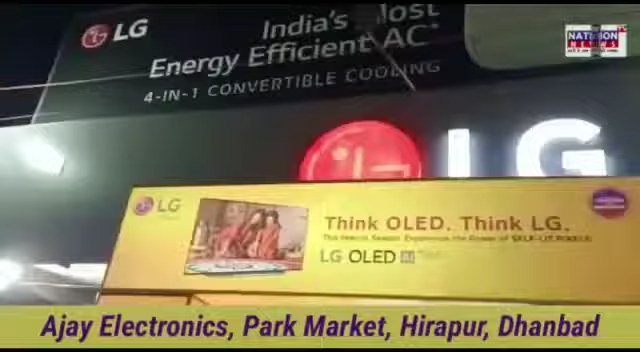 LG
India's Most
Energy Efficient AC*
4-IN-1 CONVERTIBLE COOLING
NATION
NEWS
LG
LG
Think OLED. Think LG.
LG OLED
Ajay Electronics, Park Market, Hirapur, Dhanbad